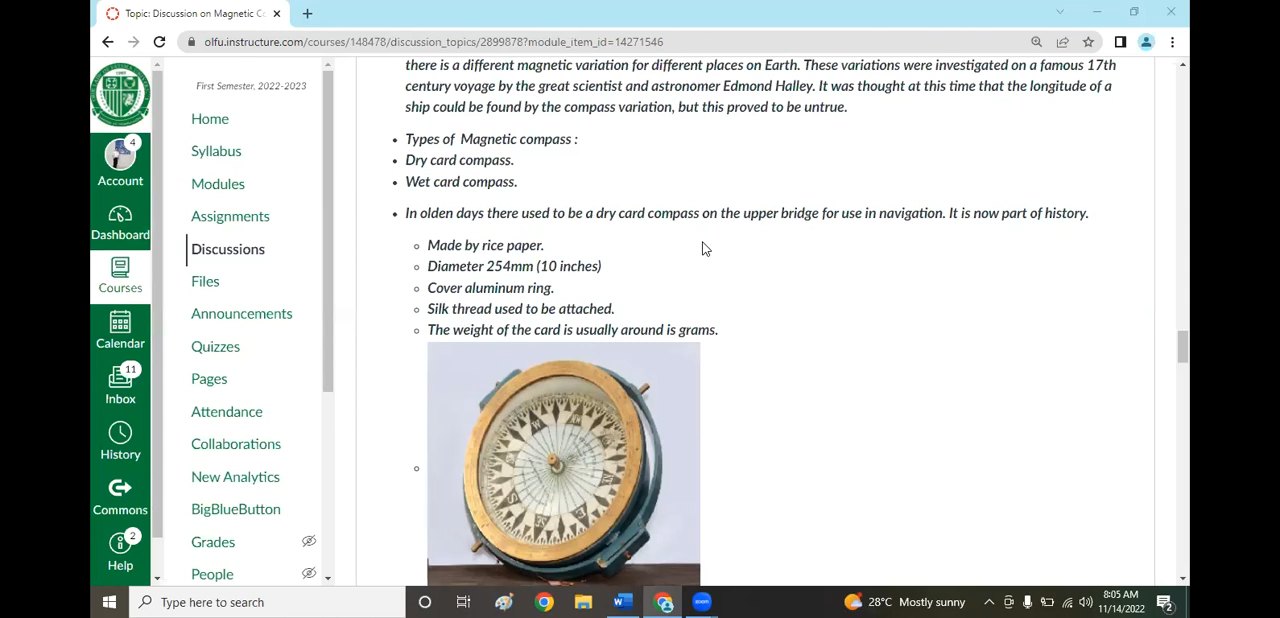 Topic: Discussion on Magnetic Co
olfu.instructure.com/courses/148478/discussion_topics/2899878?module_item_id=14271546
First Semester, 2022-2023
Home
Syllabus
Modules
Assignments
Discussions
Files
Announcements
Quizzes
Pages
Attendance
Collaborations
New Analytics
BigBlueButton
Grades
People
4
Account
Dashboard
Courses
Calendar
11
Inbox
History
Commons
2
Help
there is a different magnetic variation for different places on Earth. These variations were investigated on a famous 17th
century voyage by the great scientist and astronomer Edmond Halley. It was thought at this time that the longitude of a
ship could be found by the compass variation, but this proved to be untrue.
Types of Magnetic compass :
Dry card compass.
Wet card compass.
In olden days there used to be a dry card compass on the upper bridge for use in navigation. It is now part of history.
Made by rice paper.
Diameter 254mm (10 inches)
Cover aluminum ring.
Silk thread used to be attached.
The weight of the card is usually around is grams.
W
NW
S
E
Type here to search
zoom
28°C Mostly sunny
8:05 AM
11/14/2022
2